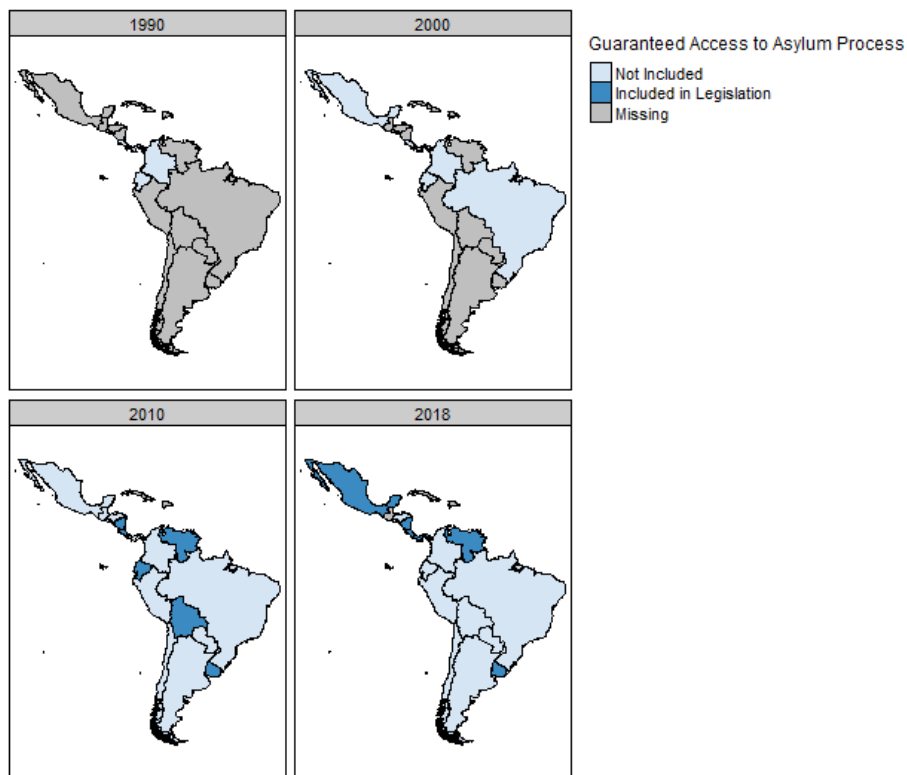 1990
2000
Guaranteed Access to Asylum Process
Not Included
Included in Legislation
Missing
2010
2018